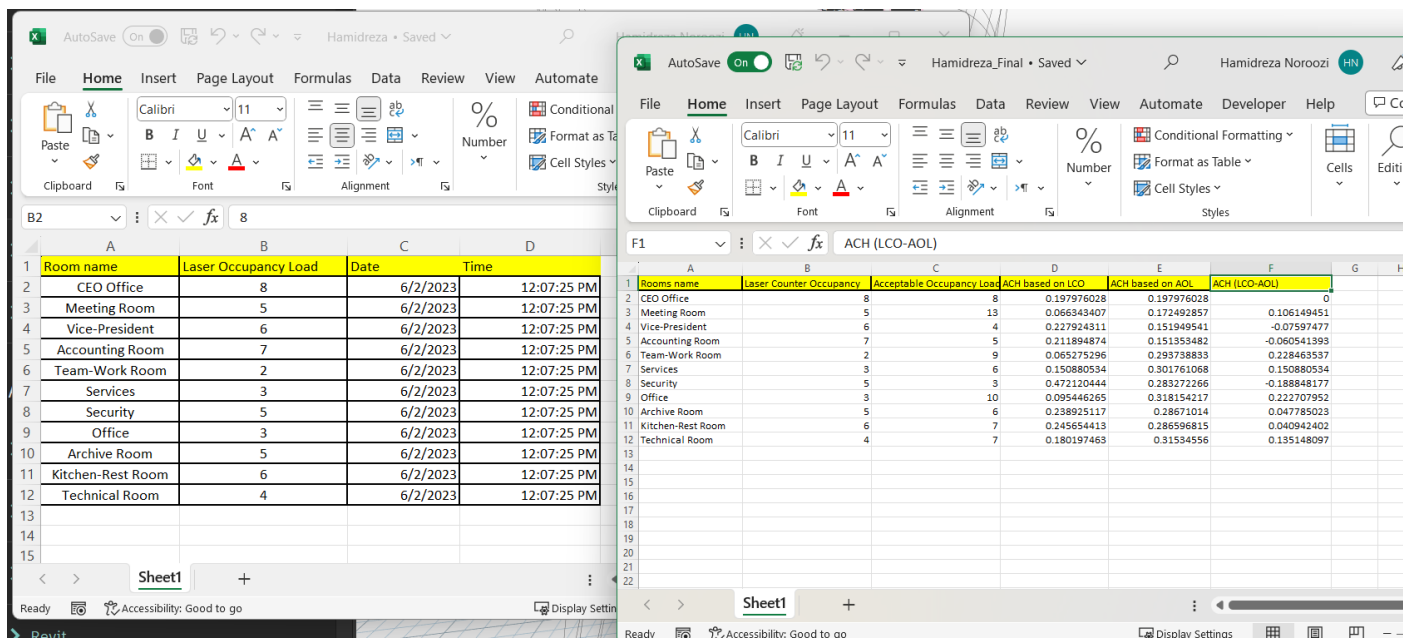 AutoSave On Hamidreza • Saved
File Home Insert Page Layout Formulas Data Review View Automate
Calibri 11
Paste
B I U A A
Number
Conditional
Format as Ta
Cell Styles
Clipboard Font Alignment Style
B2 fx 8
A B C D
1 Room name Laser Occupancy Load Date Time
2 CEO Office 8 6/2/2023 12:07:25 PM
3 Meeting Room 5 6/2/2023 12:07:25 PM
4 Vice-President 6 6/2/2023 12:07:25 PM
5 Accounting Room 7 6/2/2023 12:07:25 PM
6 Team-Work Room 2 6/2/2023 12:07:25 PM
7 Services 3 6/2/2023 12:07:25 PM
8 Security 5 6/2/2023 12:07:25 PM
9 Office 3 6/2/2023 12:07:25 PM
10 Archive Room 5 6/2/2023 12:07:25 PM
11 Kitchen-Rest Room 6 6/2/2023 12:07:25 PM
12 Technical Room 4 6/2/2023 12:07:25 PM
13
14
15
Sheet1 +
Ready Accessibility: Good to go Display Settin
Revit
AutoSave On Hamidreza_Final • Saved Hamidreza Noroozi HN
File Home Insert Page Layout Formulas Data Review View Automate Developer Help Co
Calibri 11
Paste
B I U A A
Number
Conditional Formatting
Format as Table
Cell Styles
Cells
Editi
Clipboard Font Alignment Styles
F1 fx ACH (LCO-AOL)
A B C D E F G H
1 Rooms name Laser Counter Occupancy Acceptable Occupancy Load ACH based on LCO ACH based on AOL ACH (LCO-AOL)
2 CEO Office 8 8 0.197976028 0.197976028 0
3 Meeting Room 5 13 0.066343407 0.172492857 0.106149451
4 Vice-President 6 4 0.227924311 0.151949541 -0.07597477
5 Accounting Room 7 5 0.211894874 0.151353482 -0.060541393
6 Team-Work Room 2 9 0.065275296 0.293738833 0.228463537
7 Services 3 6 0.150880534 0.301761068 0.150880534
8 Security 5 3 0.472120444 0.283272266 -0.188848177
9 Office 3 10 0.095446265 0.318154217 0.222707952
10 Archive Room 5 6 0.238925117 0.28671014 0.047785023
11 Kitchen-Rest Room 6 7 0.245654413 0.286596815 0.040942402
12 Technical Room 4 7 0.180197463 0.31534556 0.135148097
13
14
15
16
17
18
19
20
21
22
Sheet1 +
Ready Accessibility: Good to go Display Settings